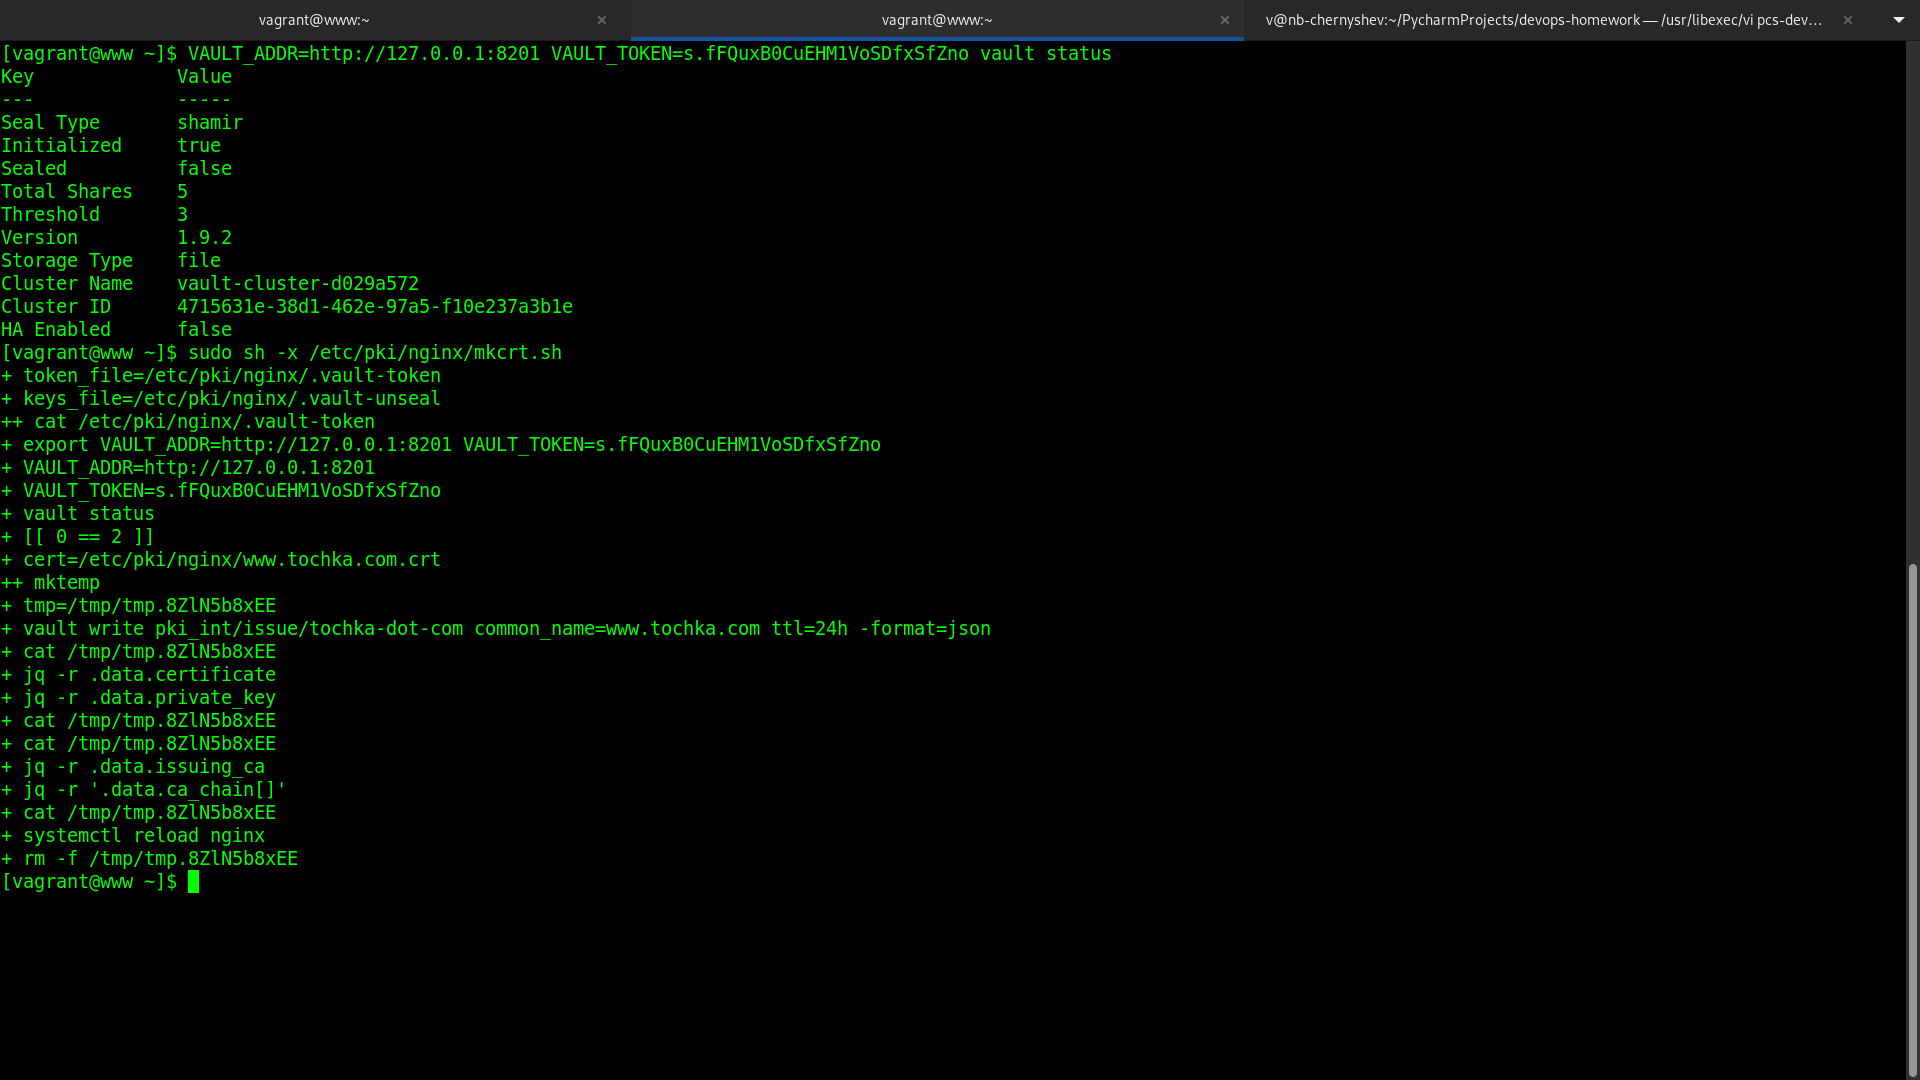 vagrant@www:~
vagrant@www:~
v@nb-chernyshev:~/PycharmProjects/devops-homework — /usr/libexec/vi pcs-dev…
[vagrant@www ~]$ VAULT_ADDR=http://127.0.0.1:8201 VAULT_TOKEN=s.fFQuxB0CuEHM1VoSDfxSfZno vault status
Key             Value
---             -----
Seal Type       shamir
Initialized     true
Sealed          false
Total Shares    5
Threshold       3
Version         1.9.2
Storage Type    file
Cluster Name    vault-cluster-d029a572
Cluster ID      4715631e-38d1-462e-97a5-f10e237a3b1e
HA Enabled      false
[vagrant@www ~]$ sudo sh -x /etc/pki/nginx/mkcrt.sh
+ token_file=/etc/pki/nginx/.vault-token
+ keys_file=/etc/pki/nginx/.vault-unseal
++ cat /etc/pki/nginx/.vault-token
+ export VAULT_ADDR=http://127.0.0.1:8201 VAULT_TOKEN=s.fFQuxB0CuEHM1VoSDfxSfZno
+ VAULT_ADDR=http://127.0.0.1:8201
+ VAULT_TOKEN=s.fFQuxB0CuEHM1VoSDfxSfZno
+ vault status
+ [[ 0 == 2 ]]
+ cert=/etc/pki/nginx/www.tochka.com.crt
++ mktemp
+ tmp=/tmp/tmp.8ZlN5b8xEE
+ vault write pki_int/issue/tochka-dot-com common_name=www.tochka.com ttl=24h -format=json
+ cat /tmp/tmp.8ZlN5b8xEE
+ jq -r .data.certificate
+ jq -r .data.private_key
+ cat /tmp/tmp.8ZlN5b8xEE
+ cat /tmp/tmp.8ZlN5b8xEE
+ jq -r .data.issuing_ca
+ jq -r '.data.ca_chain[]'
+ cat /tmp/tmp.8ZlN5b8xEE
+ systemctl reload nginx
+ rm -f /tmp/tmp.8ZlN5b8xEE
[vagrant@www ~]$